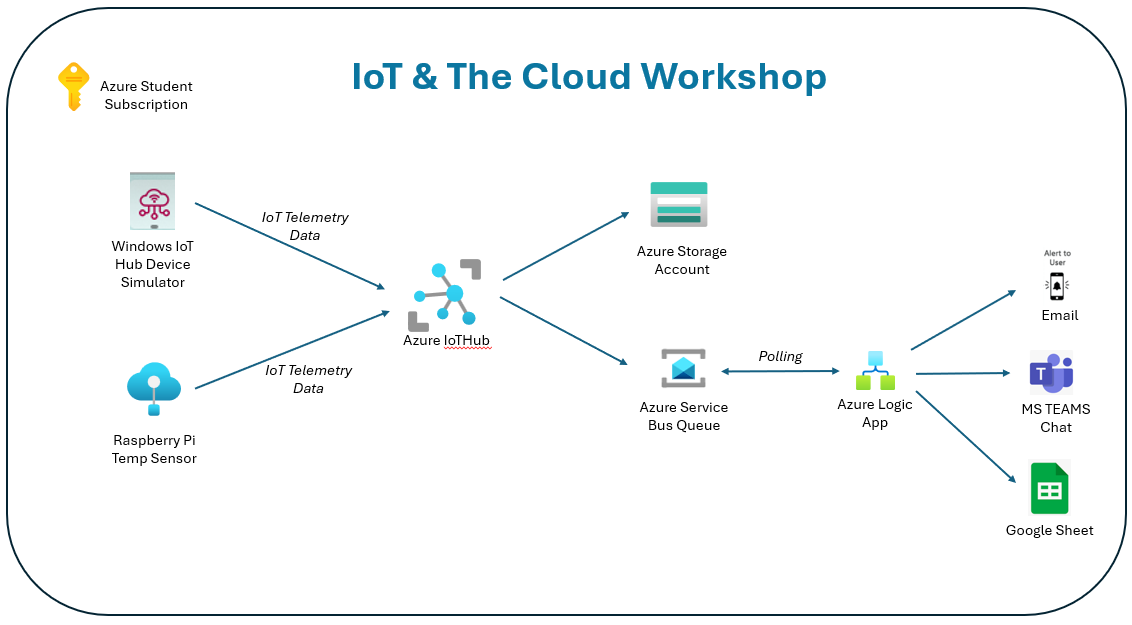 IoT & The Cloud Workshop
Azure Student
Subscription
Windows IoT
Hub Device
Simulator
IoT Telemetry
Data
Raspberry Pi
Temp Sensor
IoT Telemetry
Data
Azure IoTHub
Azure Storage
Account
Azure Service
Bus Queue
Polling
Azure Logic
App
Alert to
User
Email
T
MS TEAMS
Chat
Google Sheet